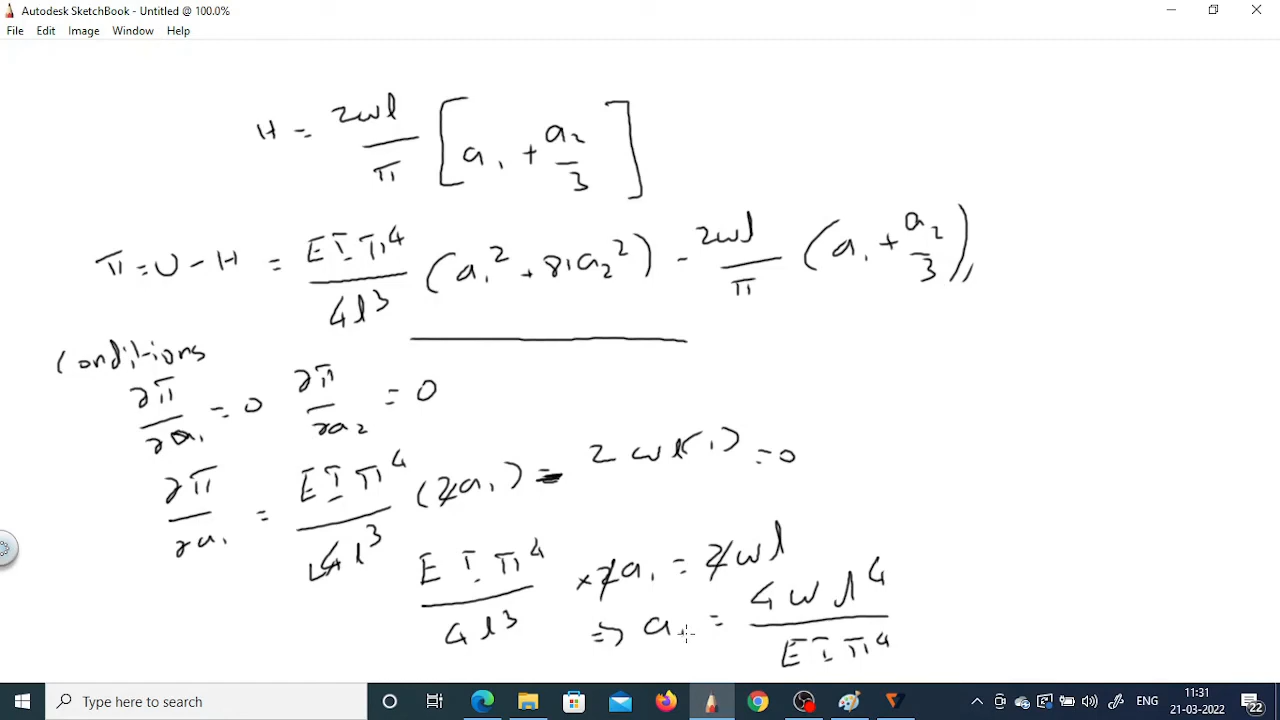 Autodesk SketchBook - Untitled @ 100.0%
File Edit Image Window Help
H = 2wl/π [a₁ + a₂/3]
π = U - H = EIπ⁴/4l³ (a₁² + 81a₂²) - 2wl/π (a₁ + a₂/3)
Conditions
∂π/∂a₁ = 0 ∂π/∂a₂ = 0
∂π/∂a₁ = EIπ⁴/4l³ (2a₁) - 2wl(1) = 0
EIπ⁴/4l³ × 2a₁ = 2wl
⇒ a₁ = 4wl⁴/EIπ⁴
Type here to search
ENG
11:31
21-03-2022
22